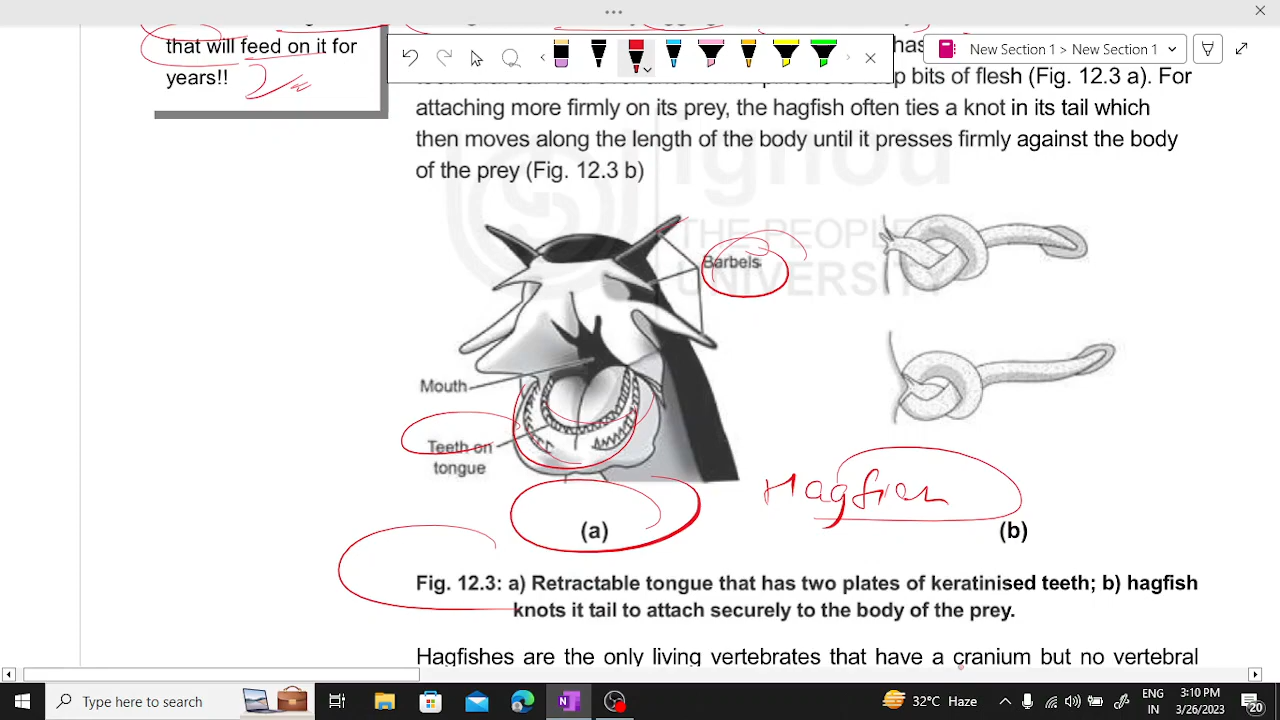 that will feed on it for
years!!
has
New Section 1 > New Section 1
bits of flesh (Fig. 12.3 a). For
attaching more firmly on its prey, the hagfish often ties a knot in its tail which
then moves along the length of the body until it presses firmly against the body
of the prey (Fig. 12.3 b)
ignou
THE PEOPLE
UNIVERSITY
Barbels
Mouth
Teeth on
tongue
Hagfish
(a)
(b)
Fig. 12.3: a) Retractable tongue that has two plates of keratinised teeth; b) hagfish
knots it tail to attach securely to the body of the prey.
Hagfishes are the only living vertebrates that have a cranium but no vertebral
Type here to search
32°C Haze
ENG
IN
3:10 PM
3/26/2023
20